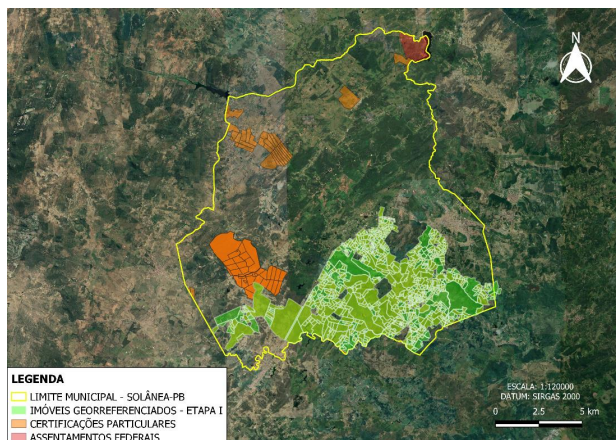 N
LEGENDA
LIMITE MUNICIPAL - SOLÂNEA-PB
IMÓVEIS GEORREFERENCIADOS - ETAPA I
CERTIFICAÇÕES PARTICULARES
ASSENTAMENTOS FEDERAIS
ESCALA: 1:120000
DATUM: SIRGAS 2000
0 2.5 5 km